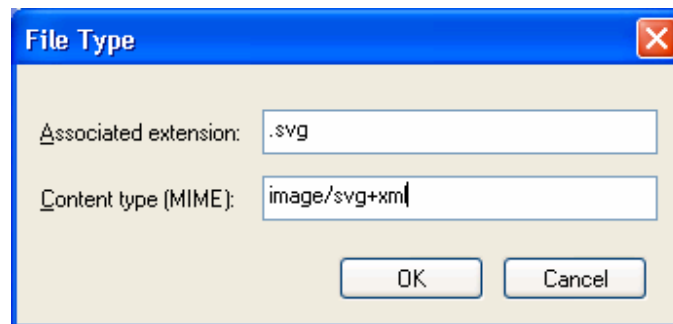 File Type
Associated extension: .svg
Content type (MIME): image/svg+xml
OK Cancel